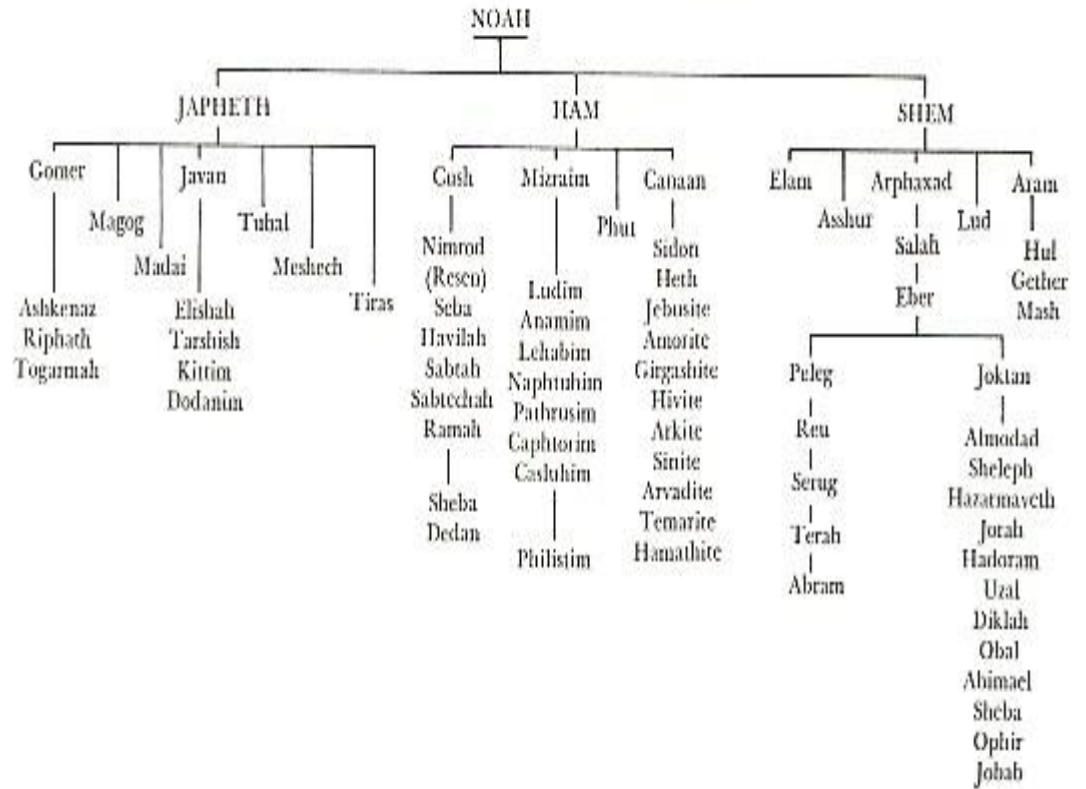 NOAH
JAPHETH HAM SHEM
Gomer Javan Cush Mizraim Canaan Elam Arphaxad Aram
Magog Tubal Phut Asshur Lud
Madai Meshech Nimrod Sidon Salah Hul
Tiras (Resen) Ludim Heth Gether
Ashkenaz Elishah Seba Anamim Jebusite Eber Mash
Riphath Tarshish Havilah Lehabim Amorite
Togarmah Kittim Sabtah Naphtuhim Girgashite Peleg Joktan
Dodanim Sabtechah Pathrusim Hivite
Ramah Caphtorim Arkite Reu Almodad
Casluhim Sinite Serug Sheleph
Sheba Arvadite Hazarmaveth
Dedan Temarite Terah Jorah
Philistim Hamathite Hadoram
Abram Uzal
Diklah
Obal
Abimael
Sheba
Ophir
Jobab